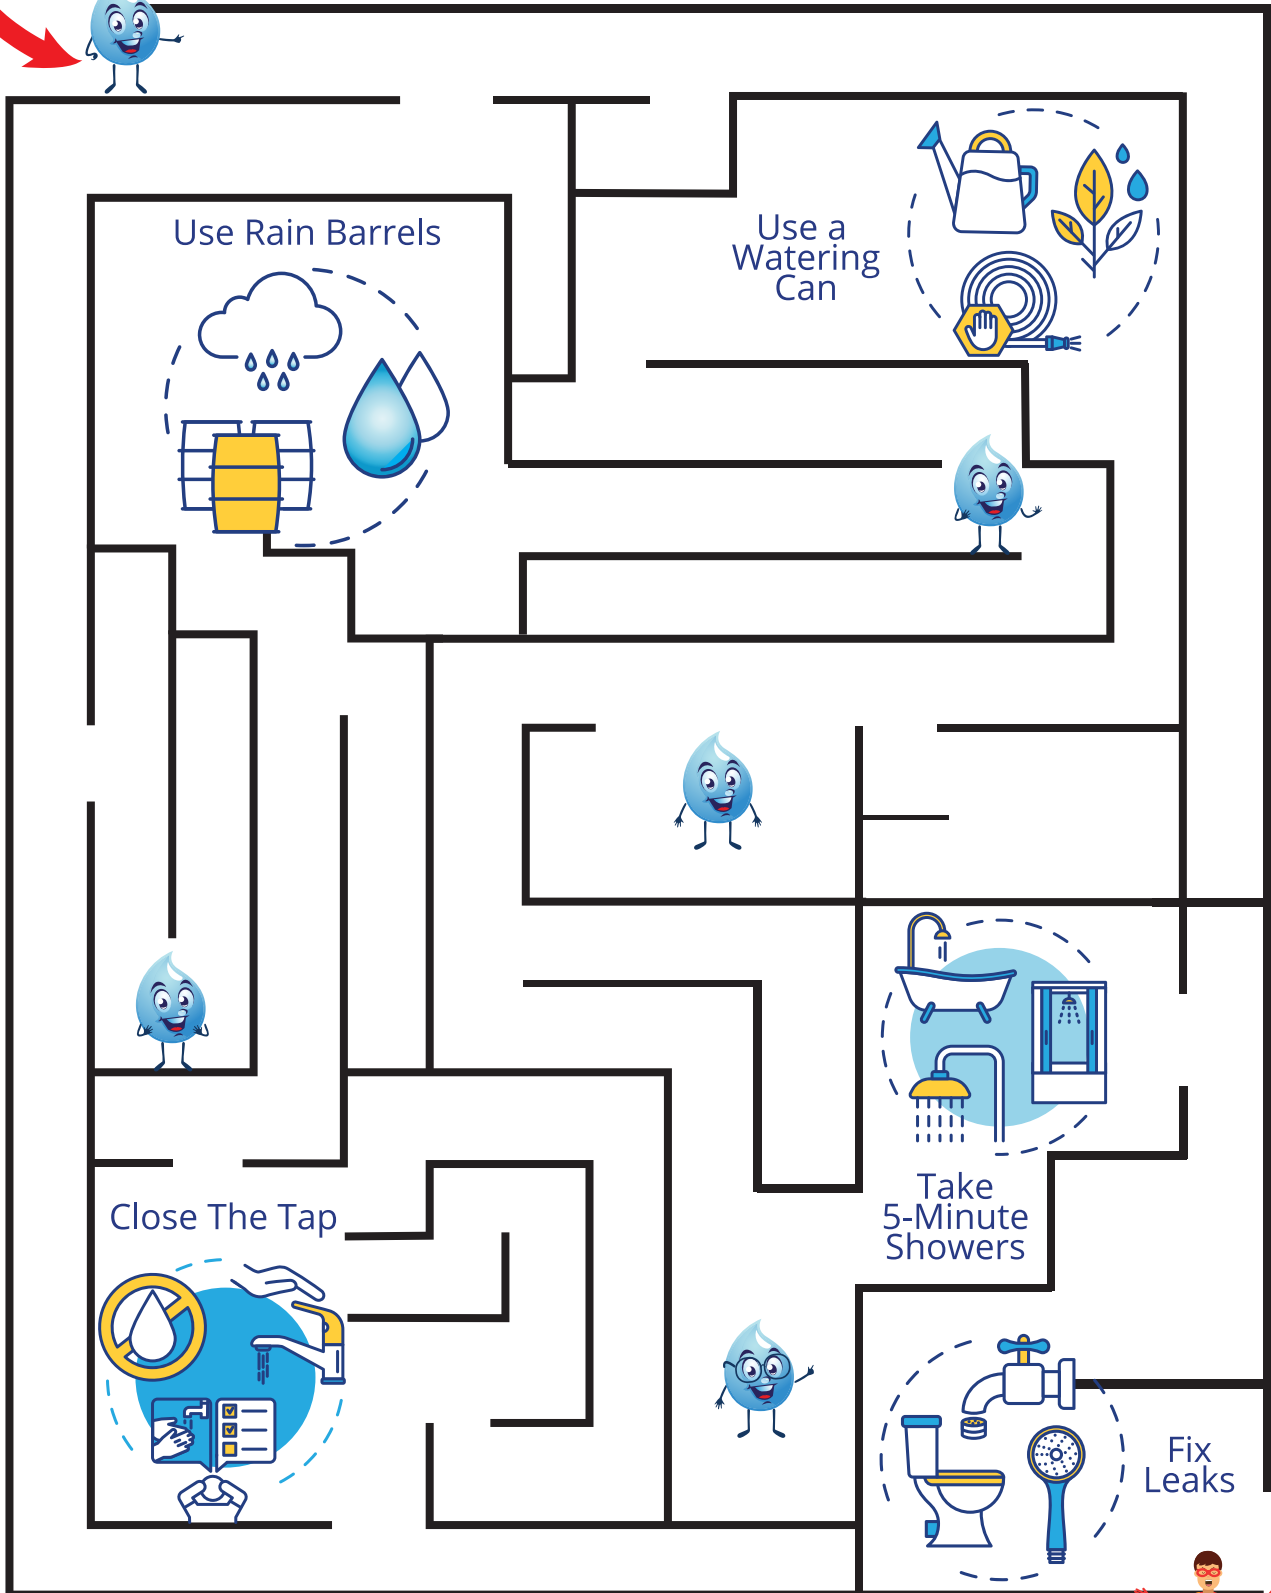 Use Rain Barrels
Use a
Watering
Can
Close The Tap
Take
5-Minute
Showers
Fix
Leaks